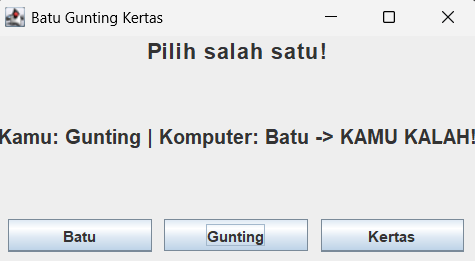 Batu Gunting Kertas
Pilih salah satu!
Kamu: Gunting | Komputer: Batu -> KAMU KALAH!
Batu
Gunting
Kertas